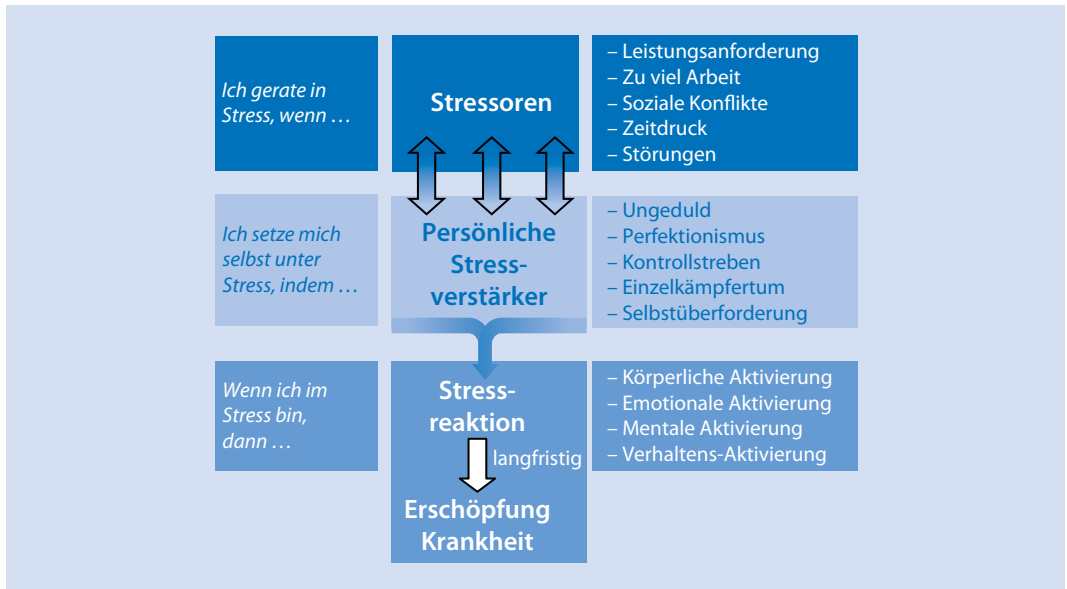 Ich gerate in
Stress, wenn …
Stressoren
– Leistungsanforderung
– Zu viel Arbeit
– Soziale Konflikte
– Zeitdruck
– Störungen
Ich setze mich
selbst unter
Stress, indem …
Persönliche
Stress-
verstärker
– Ungeduld
– Perfektionismus
– Kontrollstreben
– Einzelkämpfertum
– Selbstüberforderung
Wenn ich im
Stress bin,
dann …
Stress-
reaktion
langfristig
Erschöpfung
Krankheit
– Körperliche Aktivierung
– Emotionale Aktivierung
– Mentale Aktivierung
– Verhaltens-Aktivierung